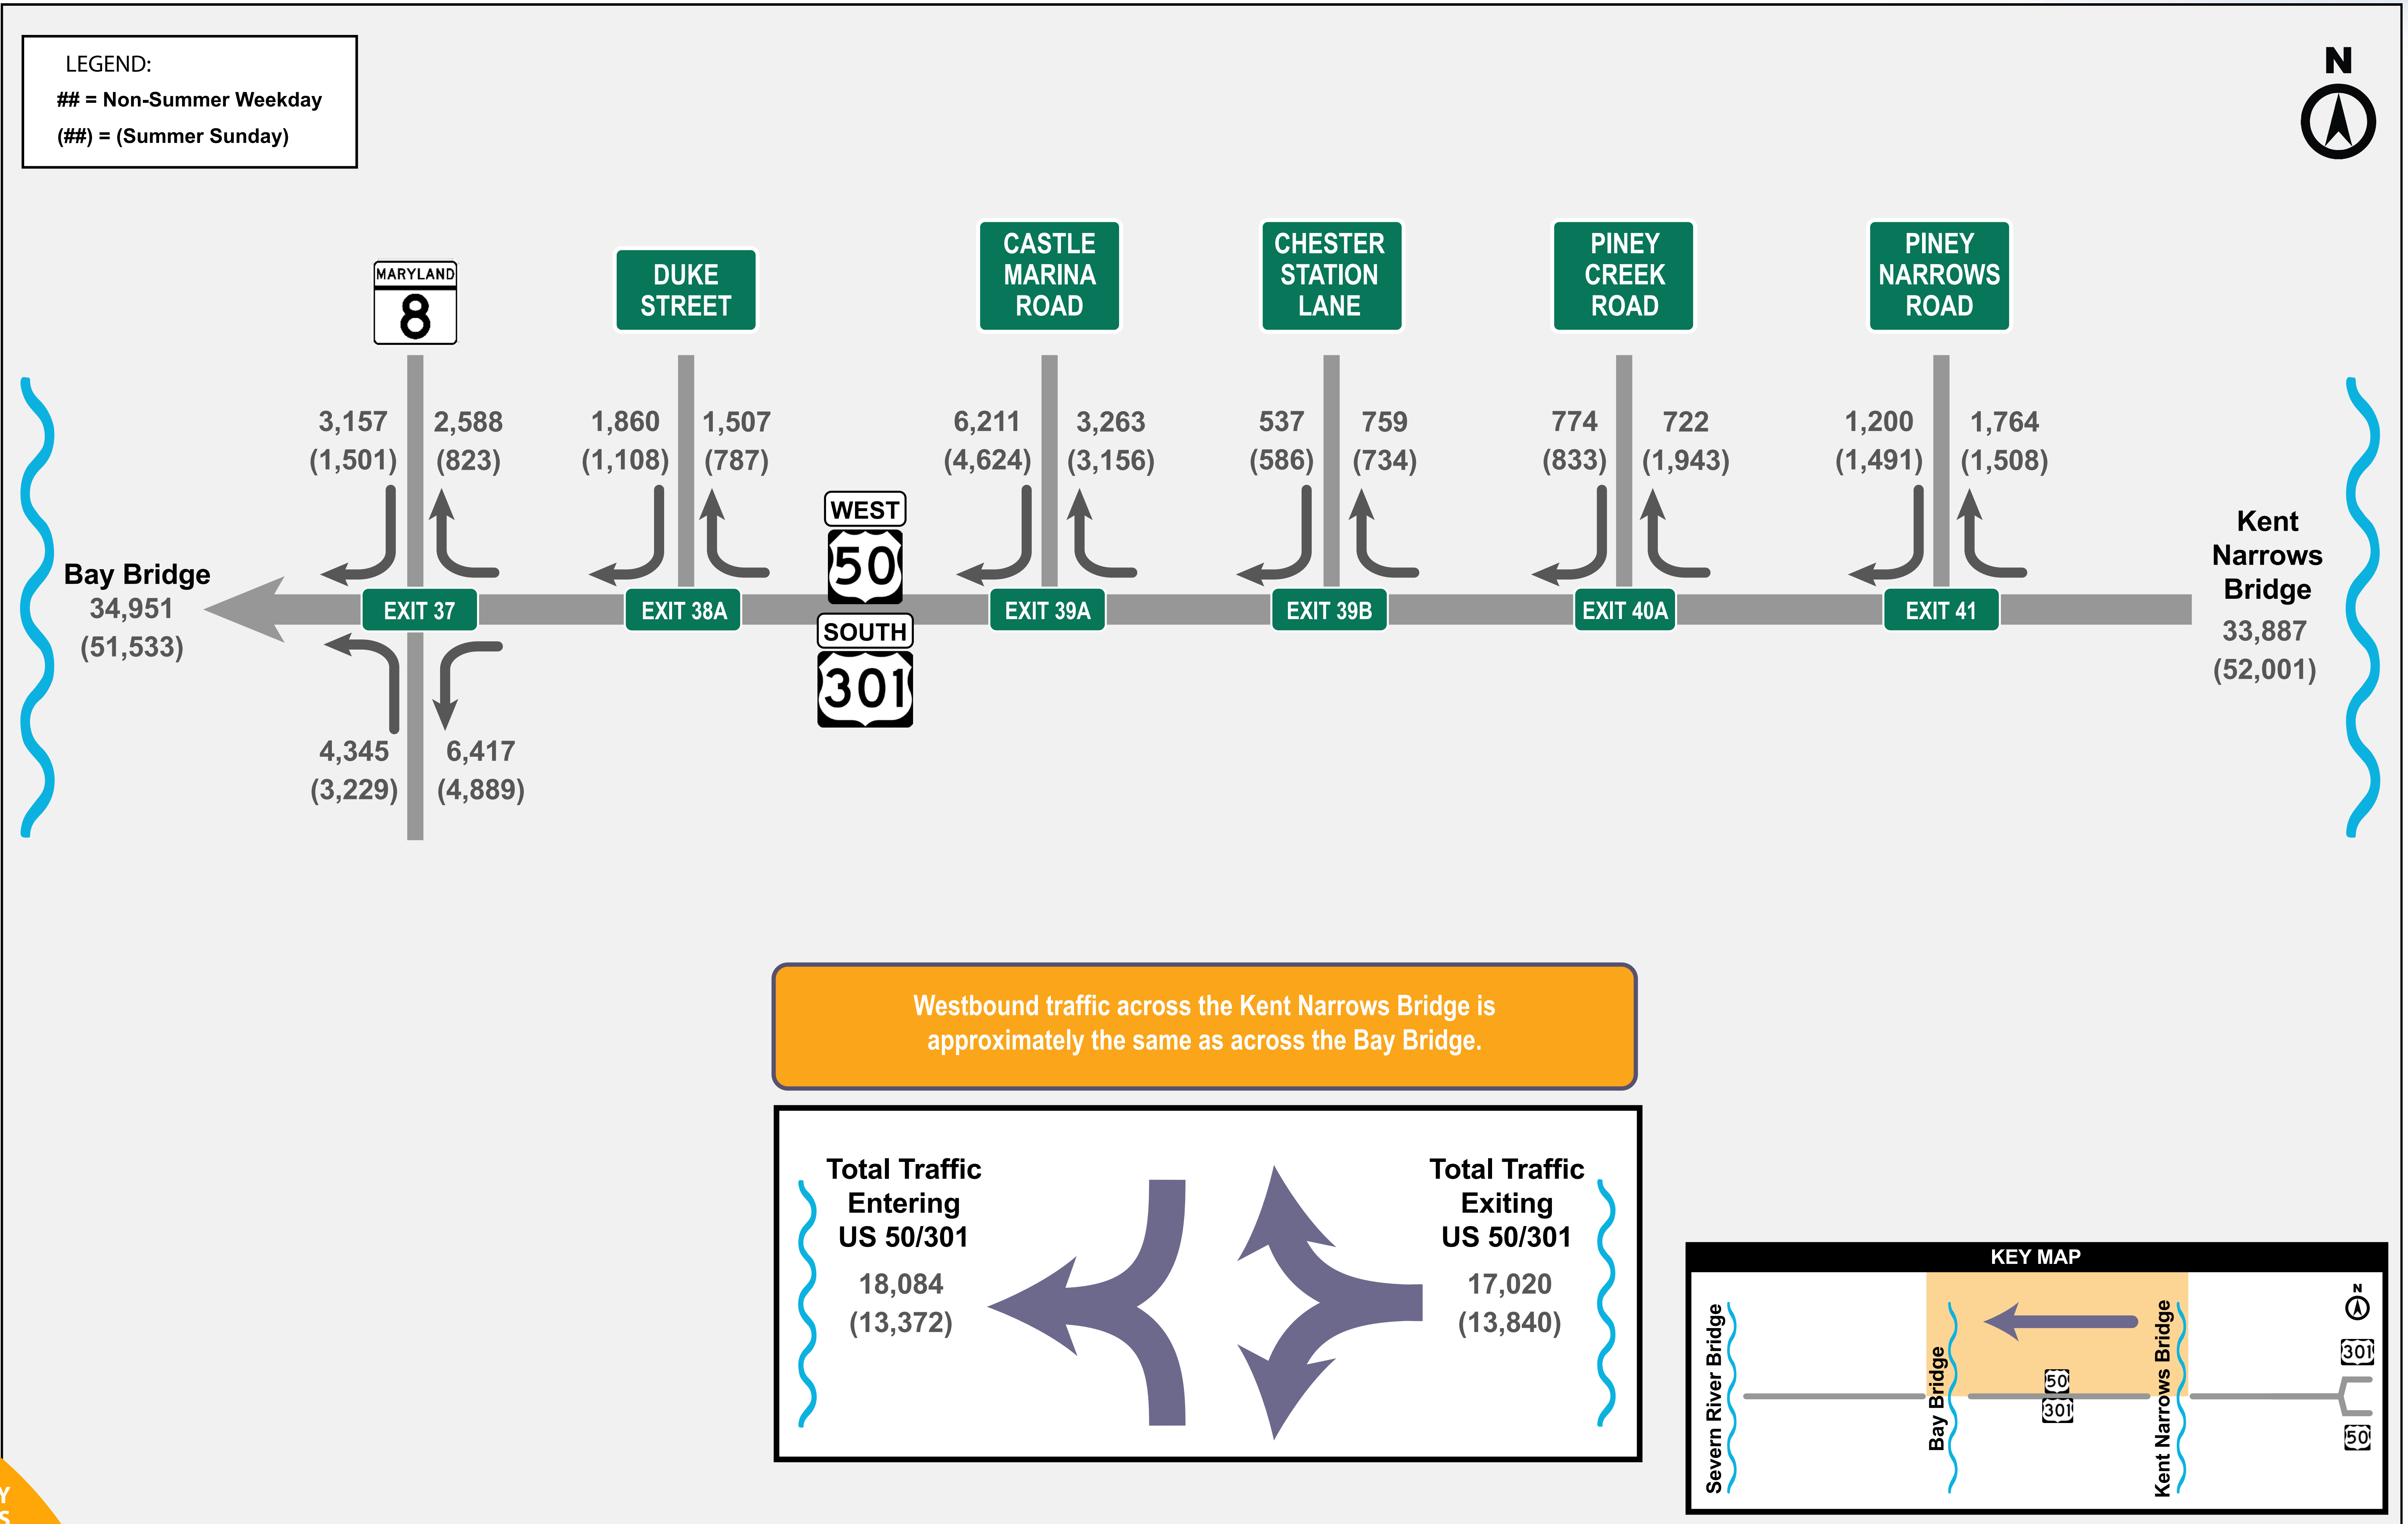 LEGEND:
## = Non-Summer Weekday
(##) = (Summer Sunday)
N
MARYLAND
8
DUKE
STREET
CASTLE
MARINA
ROAD
CHESTER
STATION
LANE
PINEY
CREEK
ROAD
PINEY
NARROWS
ROAD
3,157
(1,501)
2,588
(823)
1,860
(1,108)
1,507
(787)
6,211
(4,624)
3,263
(3,156)
537
(586)
759
(734)
774
(833)
722
(1,943)
1,200
(1,491)
1,764
(1,508)
WEST
50
SOUTH
301
Bay Bridge
34,951
(51,533)
EXIT 37
EXIT 38A
EXIT 39A
EXIT 39B
EXIT 40A
EXIT 41
Kent
Narrows
Bridge
33,887
(52,001)
4,345
(3,229)
6,417
(4,889)
Westbound traffic across the Kent Narrows Bridge is
approximately the same as across the Bay Bridge.
Total Traffic
Entering
US 50/301
18,084
(13,372)
Total Traffic
Exiting
US 50/301
17,020
(13,840)
KEY MAP
Severn River Bridge
Bay Bridge
50
301
Kent Narrows Bridge
N
301
50
Y
S